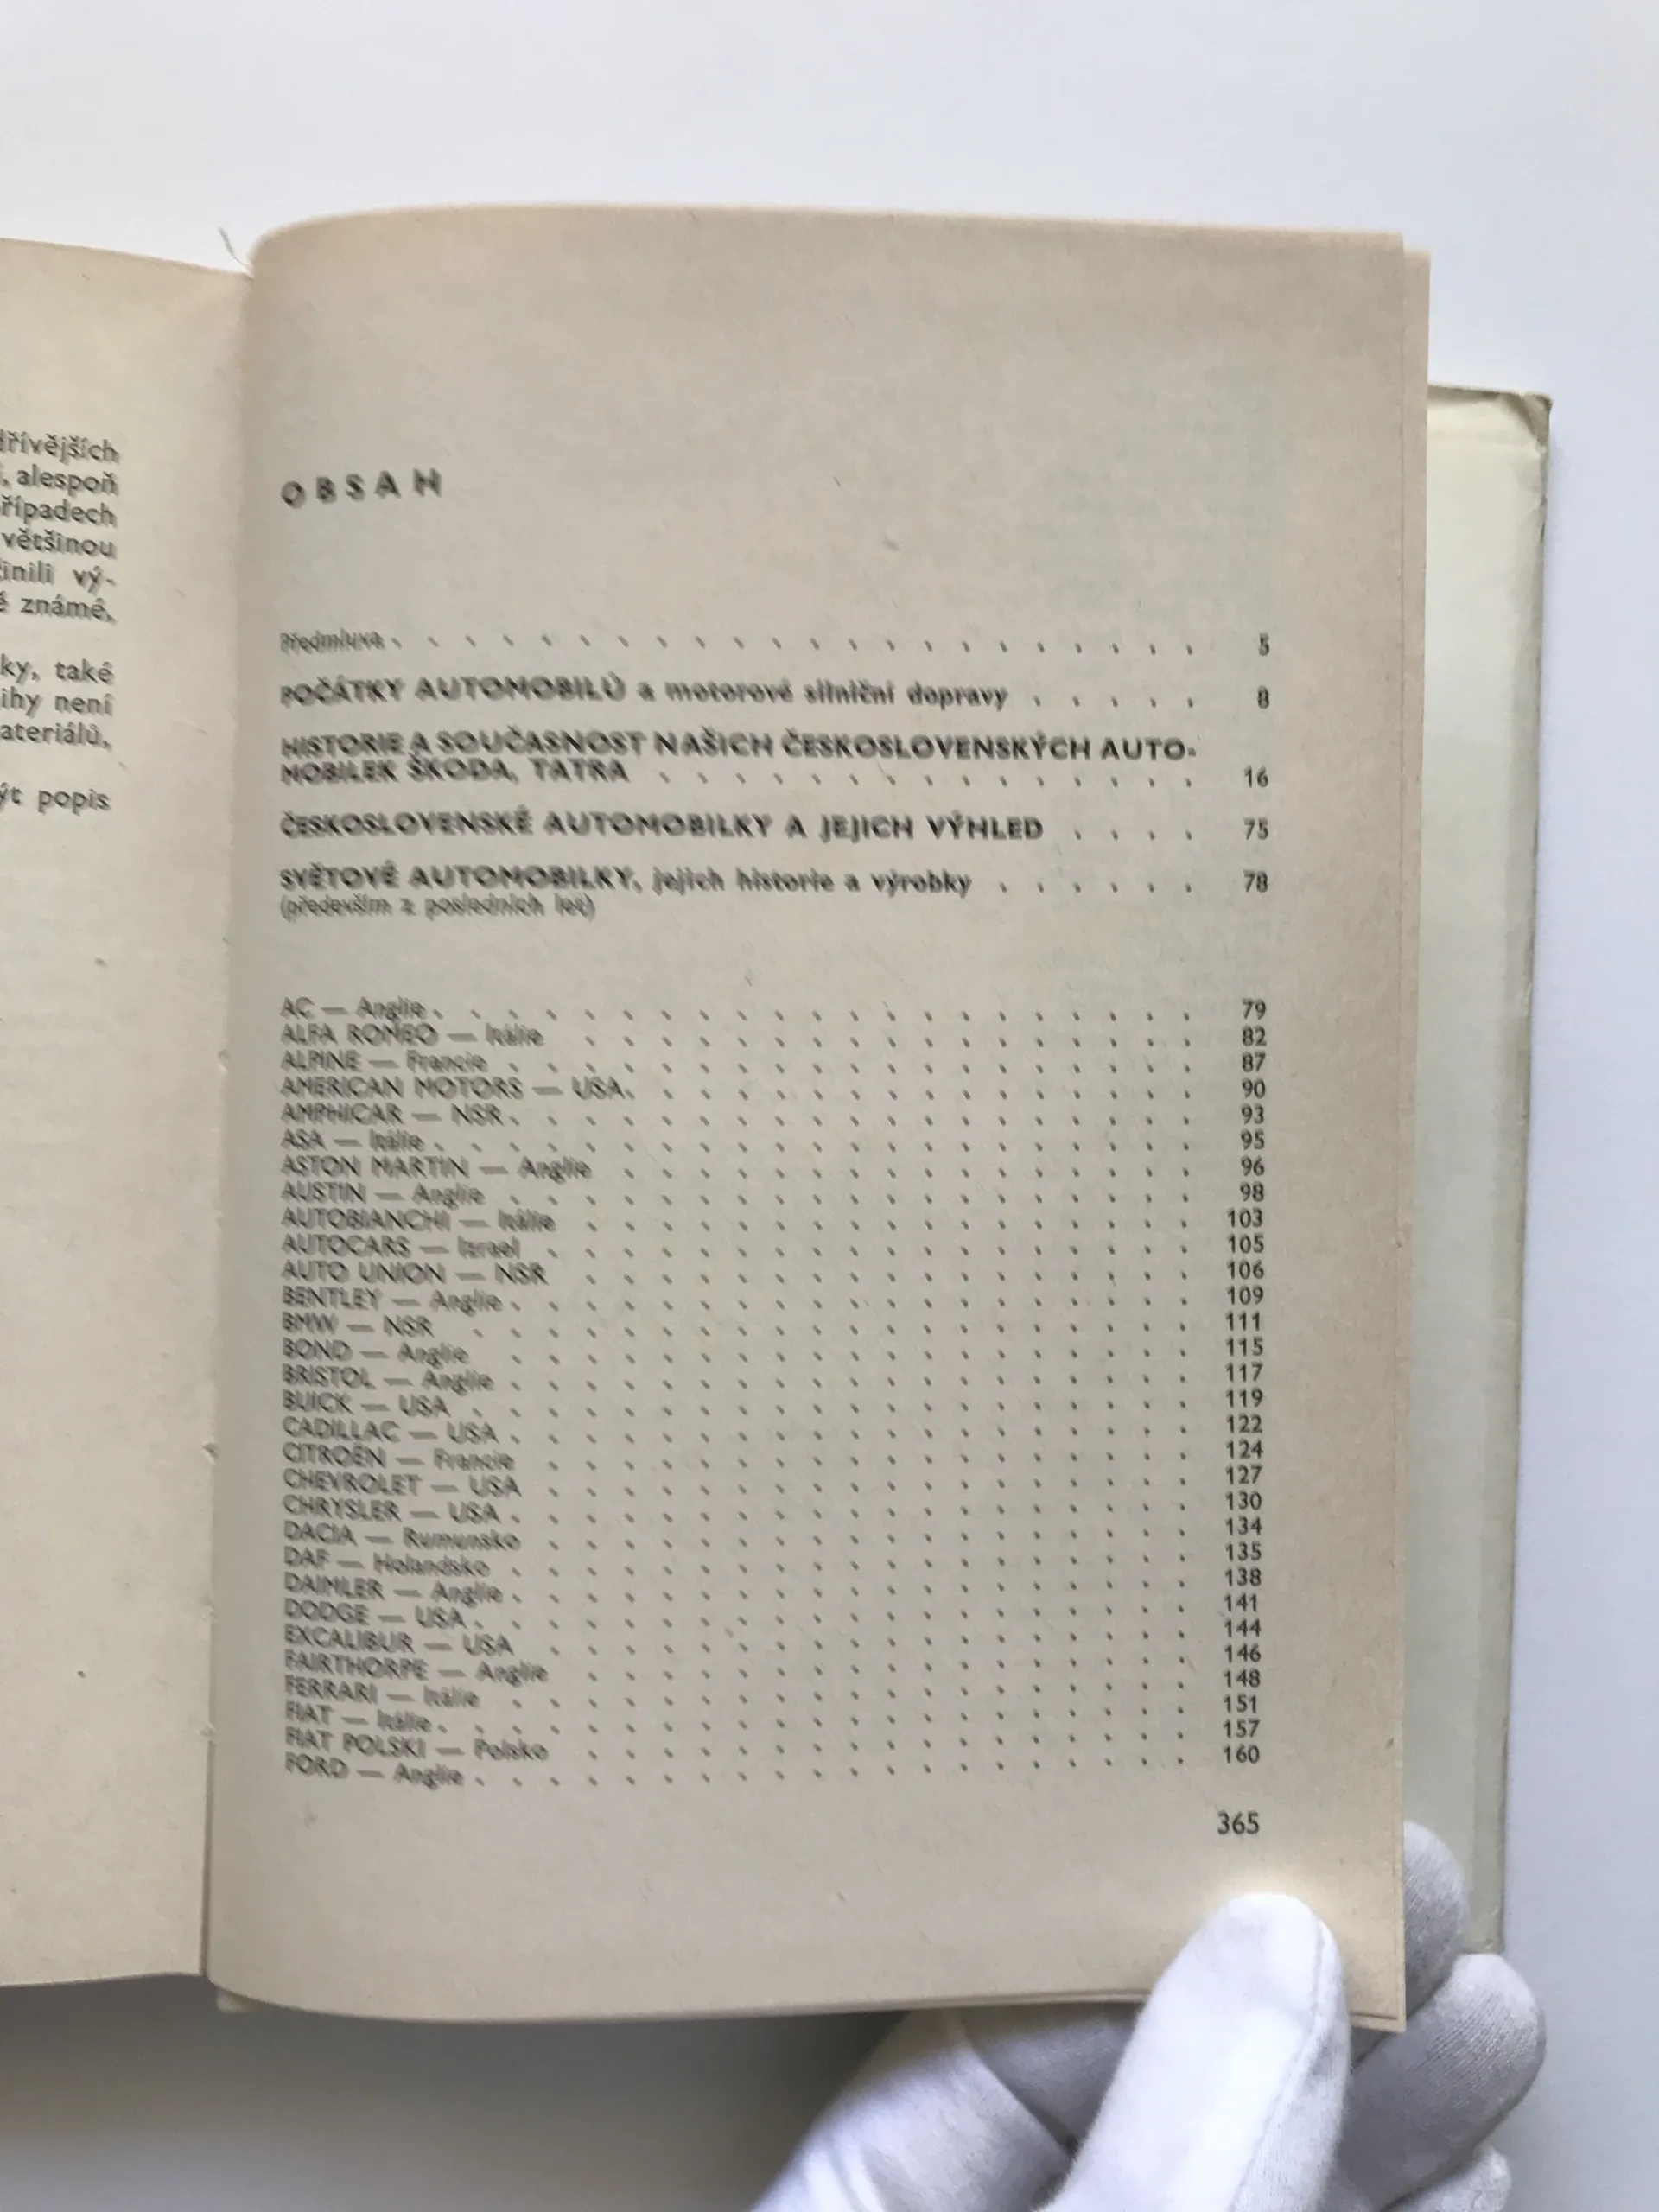 dřívějších
, alespoň
řípadech
většinou
činili vý-
ě známé,
ky, také
ihy není
ateriálů,
ýt popis
OBSAH
Předmluva . . . . . . . . . . . . . . . . . . . . . . 5
POČÁTKY AUTOMOBILŮ a motorové silniční dopravy . . . . . 8
HISTORIE A SOUČASNOST NAŠICH ČESKOSLOVENSKÝCH AUTO-
MOBILEK ŠKODA, TATRA . . . . . . . . . . . . . . . 16
ČESKOSLOVENSKÉ AUTOMOBILKY A JEJICH VÝHLED . . . . 75
SVĚTOVÉ AUTOMOBILKY, jejich historie a výrobky . . . . . . 78
(především z posledních let)
AC — Anglie . . . . . . . . . . . . . . . . . . . . . 79
ALFA ROMEO — Itálie . . . . . . . . . . . . . . . . . 82
ALPINE — Francie . . . . . . . . . . . . . . . . . . . 87
AMERICAN MOTORS — USA . . . . . . . . . . . . . . . . 90
AMPHICAR — NSR . . . . . . . . . . . . . . . . . . . 93
ASA — Itálie . . . . . . . . . . . . . . . . . . . . . 95
ASTON MARTIN — Anglie . . . . . . . . . . . . . . . . 96
AUSTIN — Anglie . . . . . . . . . . . . . . . . . . . 98
AUTOBIANCHI — Itálie . . . . . . . . . . . . . . . . . 103
AUTOCARS — Izrael . . . . . . . . . . . . . . . . . . 105
AUTO UNION — NSR . . . . . . . . . . . . . . . . . 106
BENTLEY — Anglie . . . . . . . . . . . . . . . . . . . 109
BMW — NSR . . . . . . . . . . . . . . . . . . . . 111
BOND — Anglie . . . . . . . . . . . . . . . . . . . 115
BRISTOL — Anglie . . . . . . . . . . . . . . . . . . . 117
BUICK — USA . . . . . . . . . . . . . . . . . . . . 119
CADILLAC — USA . . . . . . . . . . . . . . . . . . . 122
CITROËN — Francie . . . . . . . . . . . . . . . . . . 124
CHEVROLET — USA . . . . . . . . . . . . . . . . . . 127
CHRYSLER — USA . . . . . . . . . . . . . . . . . . . 130
DACIA — Rumunsko . . . . . . . . . . . . . . . . . . 134
DAF — Holandsko . . . . . . . . . . . . . . . . . . . 135
DAIMLER — Anglie . . . . . . . . . . . . . . . . . . . 138
DODGE — USA . . . . . . . . . . . . . . . . . . . . 141
EXCALIBUR — USA . . . . . . . . . . . . . . . . . . 144
FAIRTHORPE — Anglie . . . . . . . . . . . . . . . . . 146
FERRARI — Itálie . . . . . . . . . . . . . . . . . . . 148
FIAT — Itálie . . . . . . . . . . . . . . . . . . . . . 151
FIAT POLSKI — Polsko . . . . . . . . . . . . . . . . . 157
FORD — Anglie . . . . . . . . . . . . . . . . . . . . 160
365